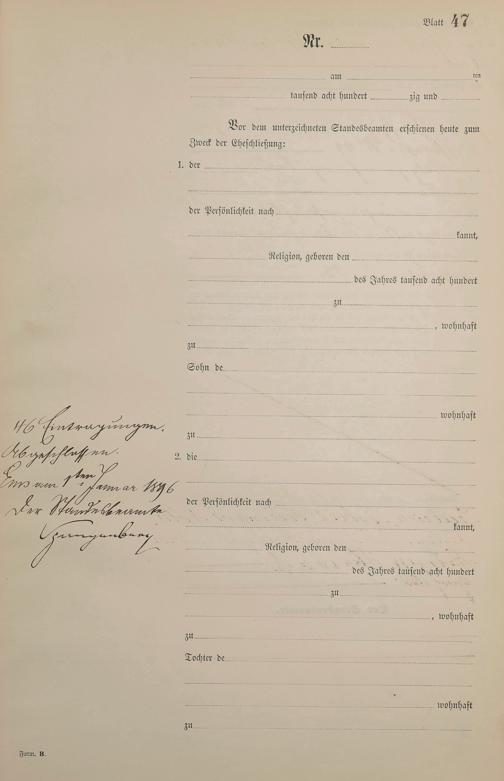 Blatt 47
Nr.
am ten
tausend acht hundert zig und
Vor dem unterzeichneten Standesbeamten erschienen heute zum
Zweck der Eheschließung:
1. der
der Persönlichkeit nach
kannt,
Religion, geboren den
des Jahres tausend acht hundert
zu
, wohnhaft
zu
Sohn de
wohnhaft
zu
46 Eintragungen.
Abgeschlossen.
Ems am 1ten Januar 1896
Der Standesbeamte
Spangenberg
2. die
der Persönlichkeit nach
kannt,
Religion, geboren den
des Jahres tausend acht hundert
zu
, wohnhaft
zu
Tochter de
wohnhaft
zu
Form. B.